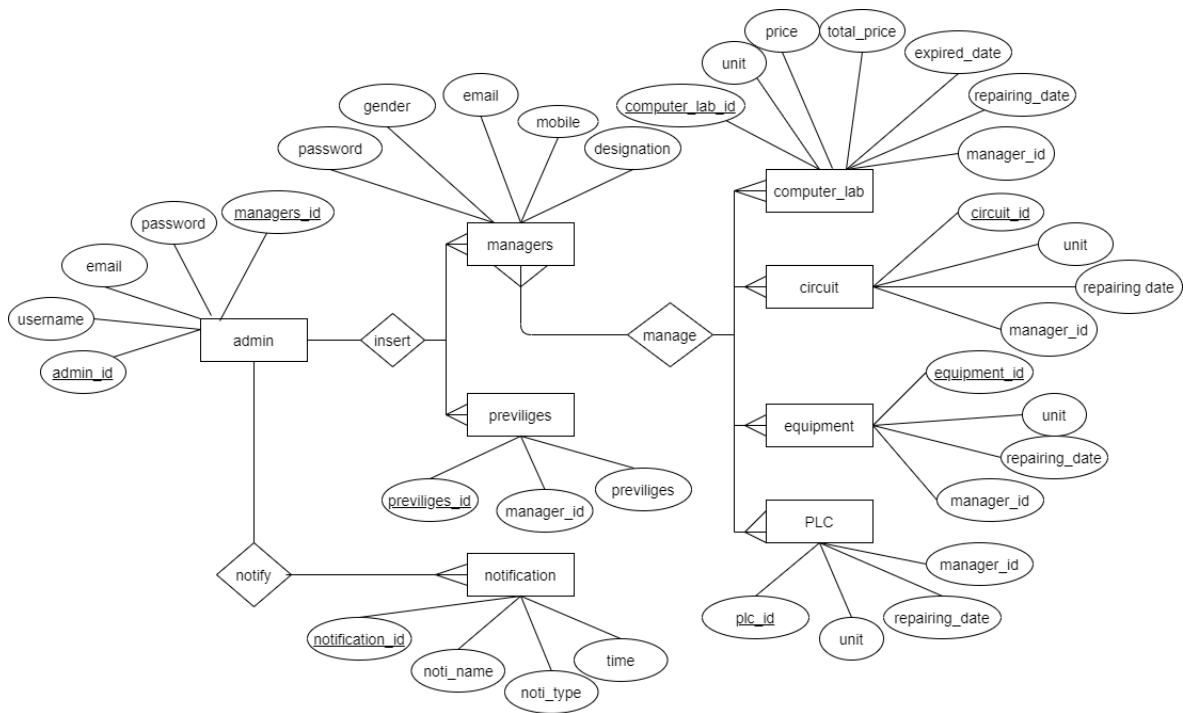 price
total_price
unit
expired_date
email
gender
computer_lab_id
repairing_date
mobile
password
designation
manager_id
computer_lab
managers_id
password
circuit_id
managers
unit
email
circuit
repairing date
username
admin
insert
manage
manager_id
admin_id
equipment_id
previliges
unit
equipment
repairing_date
previliges
previliges_id
manager_id
manager_id
PLC
manager_id
notify
notification
plc_id
repairing_date
unit
notification_id
time
noti_name
noti_type